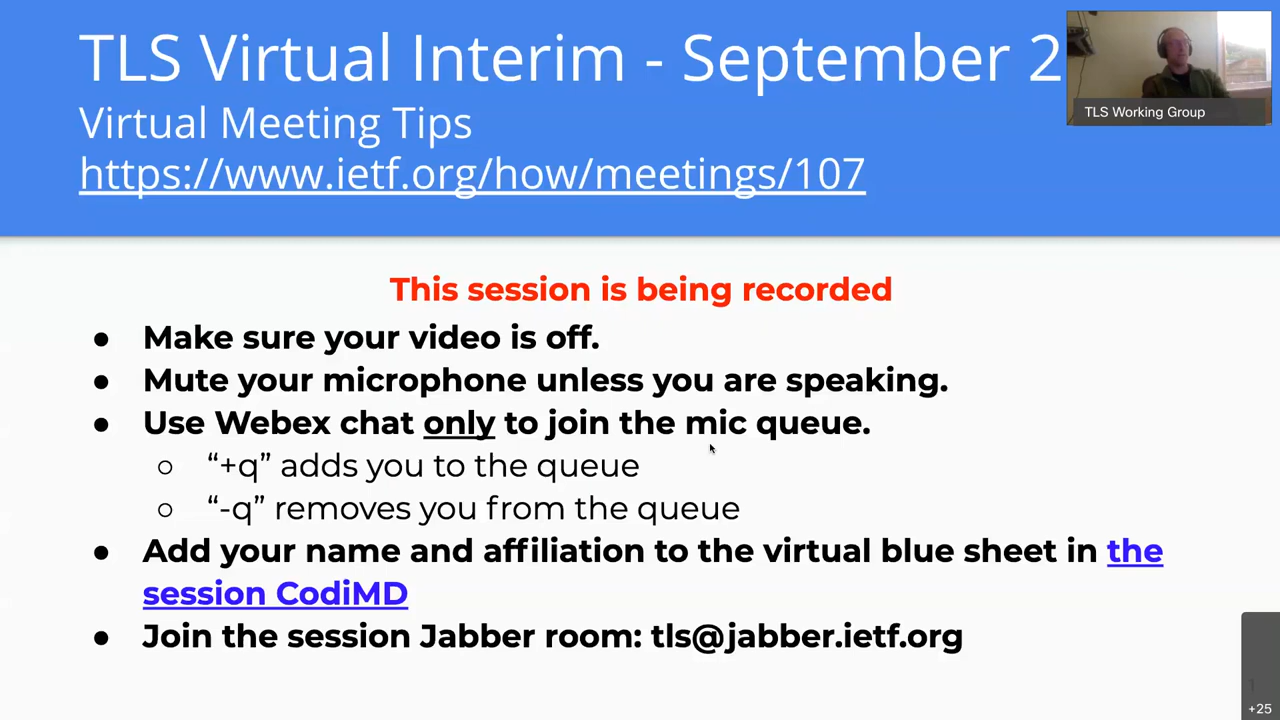 TLS Virtual Interim - September 2
TLS Working Group
Virtual Meeting Tips
https://www.ietf.org/how/meetings/107
This session is being recorded
● Make sure your video is off.
● Mute your microphone unless you are speaking.
● Use Webex chat only to join the mic queue.
○ “+q” adds you to the queue
○ “-q” removes you from the queue
● Add your name and affiliation to the virtual blue sheet in the
session CodiMD
● Join the session Jabber room: tls@jabber.ietf.org
1
+25